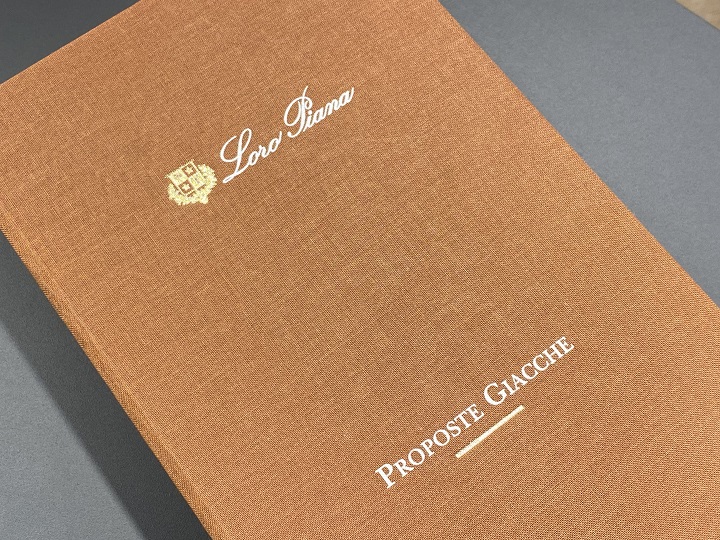 Loro Piana
PROPOSTE GIACCHE